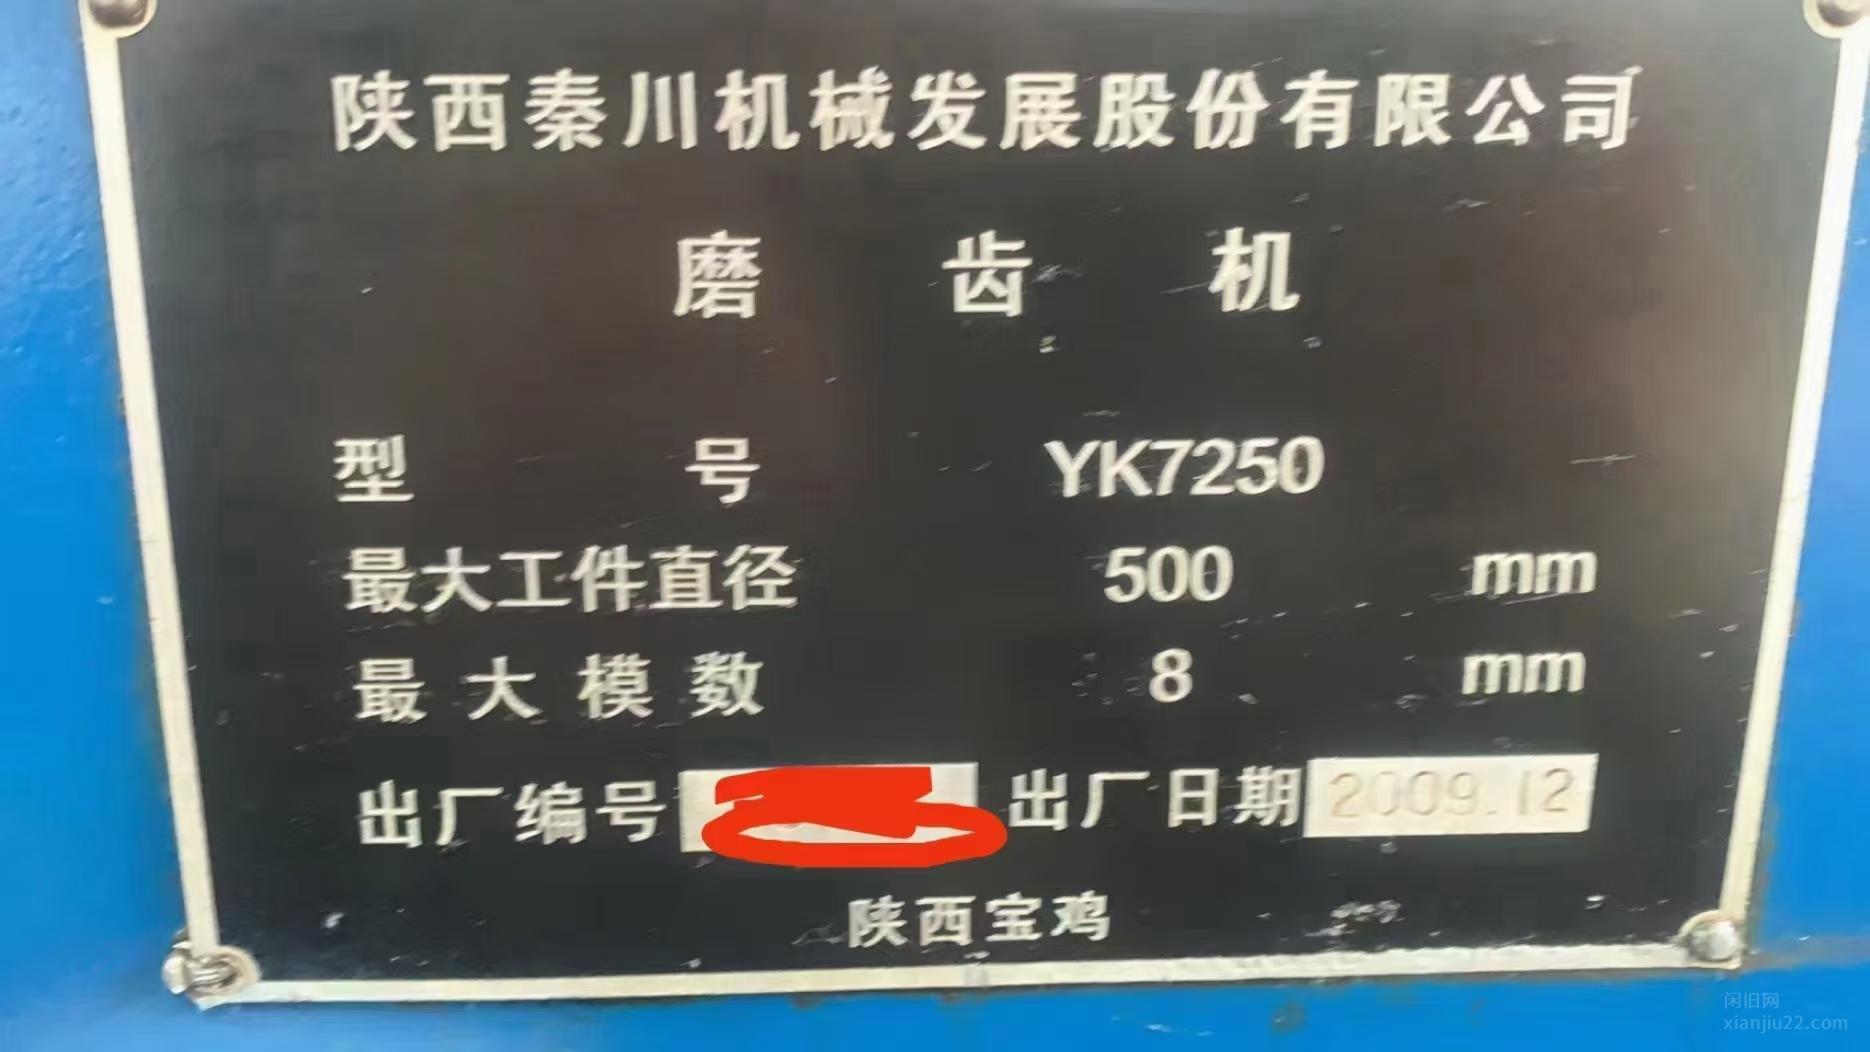 陕西秦川机械发展股份有限公司
磨齿机
型号 YK7250
最大工件直径 500 mm
最大模数 8 mm
出厂编号 出厂日期 2009.12
陕西宝鸡
闲旧网
xianjiu22.com